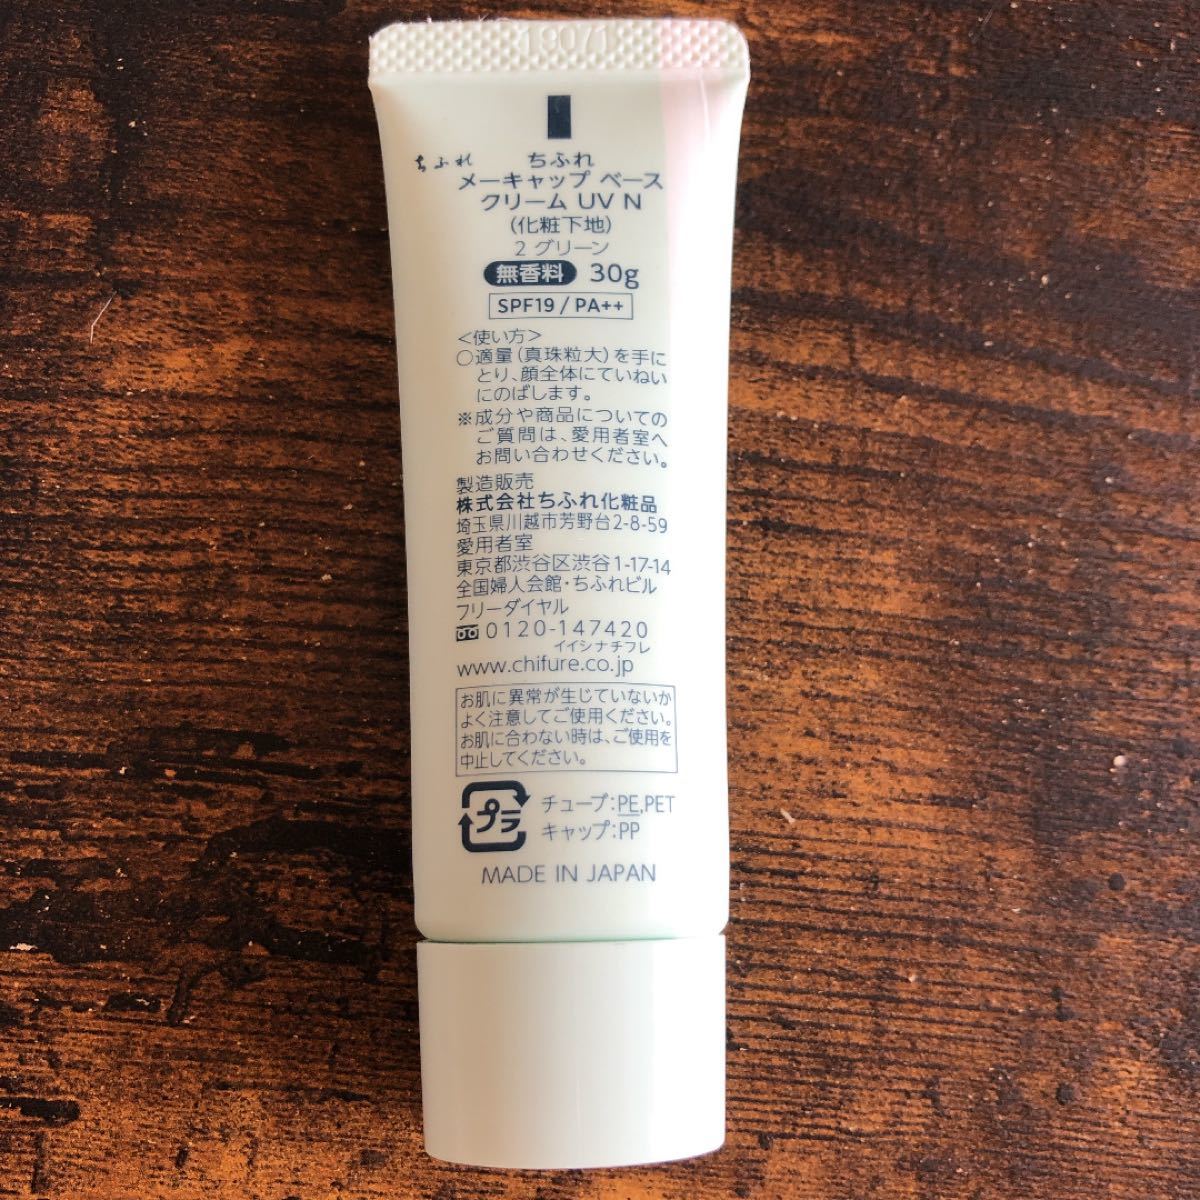 19071
ちふれ
ちふれ
メーキャップ ベース
クリーム UV N
(化粧下地)
2 グリーン
無香料 30g
SPF19/PA++
＜使い方＞
○適量(真珠粒大)を手に
とり、顔全体にていねい
にのばします。
※成分や商品についての
ご質問は、愛用者室へ
お問い合わせください。
製造販売
株式会社ちふれ化粧品
埼玉県川越市芳野台2-8-59
愛用者室
東京都渋谷区渋谷1-17-14
全国婦人会館・ちふれビル
フリーダイヤル
0120-147420
イイシナチフレ
www.chifure.co.jp
お肌に異常が生じていないか
よく注意してご使用ください。
お肌に合わない時は、ご使用を
中止してください。
プラ チューブ:PE,PET
キャップ:PP
MADE IN JAPAN